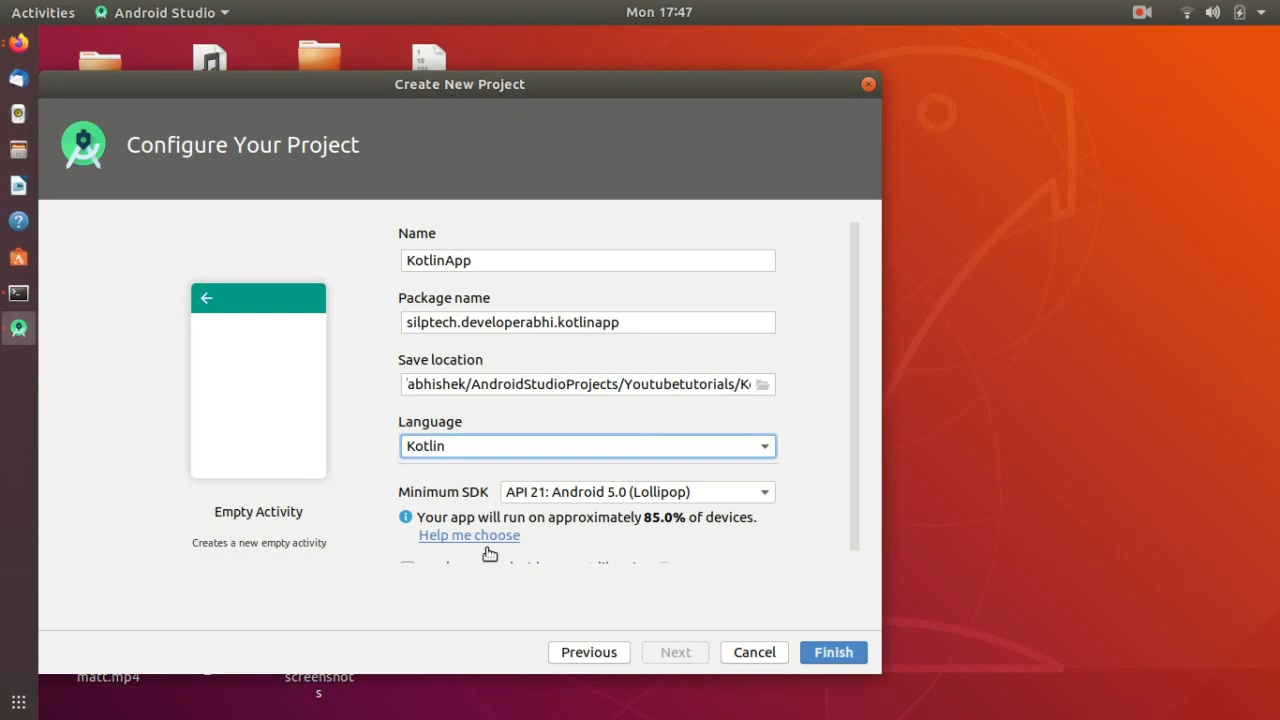 Activities
Android Studio
Mon 17:47
Create New Project
Configure Your Project
Name
KotlinApp
Package name
silptech.developerabhi.kotlinapp
Save location
abhishek/AndroidStudioProjects/Youtubetutorials/K
Language
Kotlin
Minimum SDK
API 21: Android 5.0 (Lollipop)
Your app will run on approximately 85.0% of devices.
Help me choose
Empty Activity
Creates a new empty activity
Previous
Next
Cancel
Finish
matt.mp4
screenshot
s